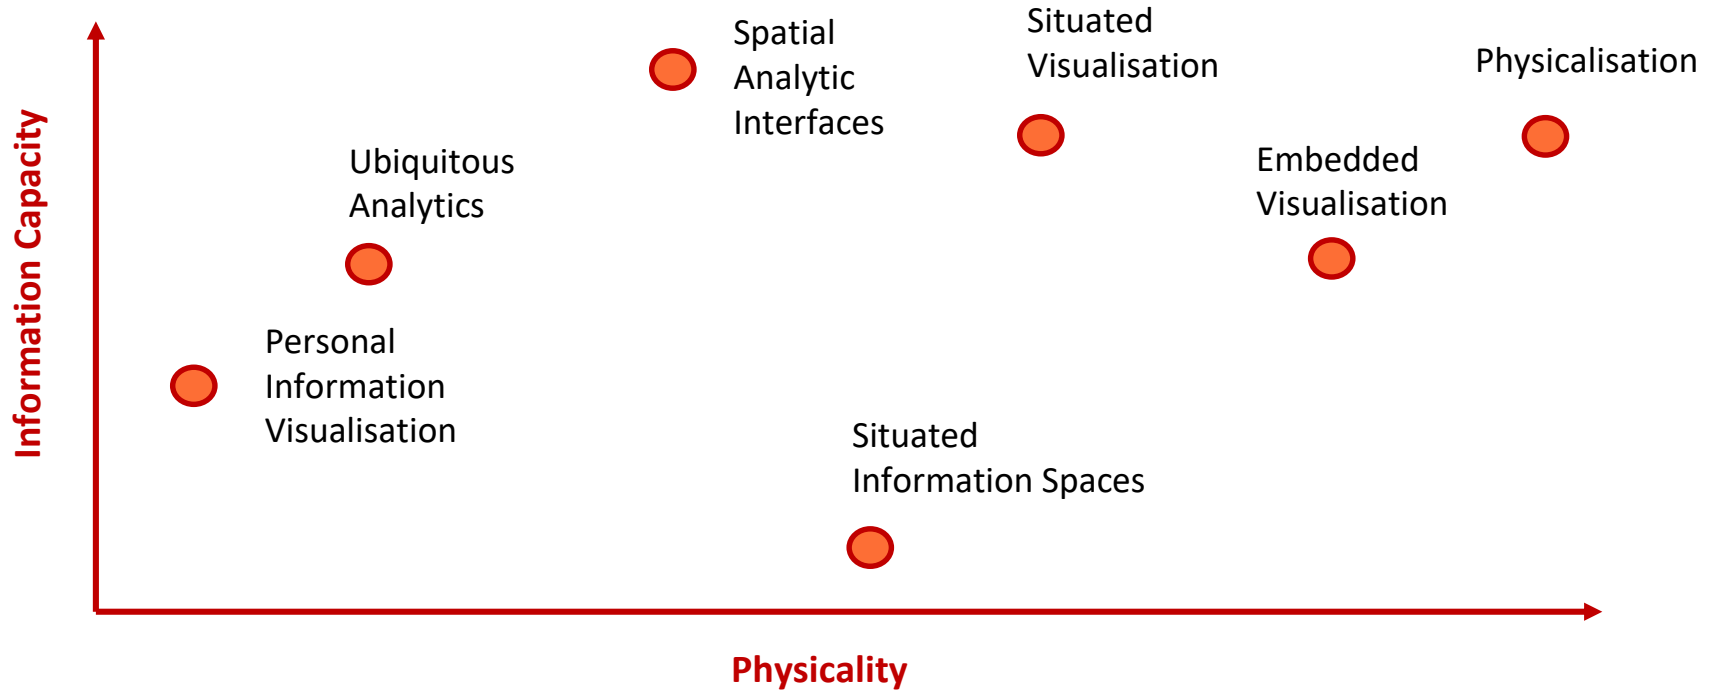 Information Capacity
Spatial
Analytic
Interfaces
Situated
Visualisation
Physicalisation
Ubiquitous
Analytics
Embedded
Visualisation
Personal
Information
Visualisation
Situated
Information Spaces
Physicality